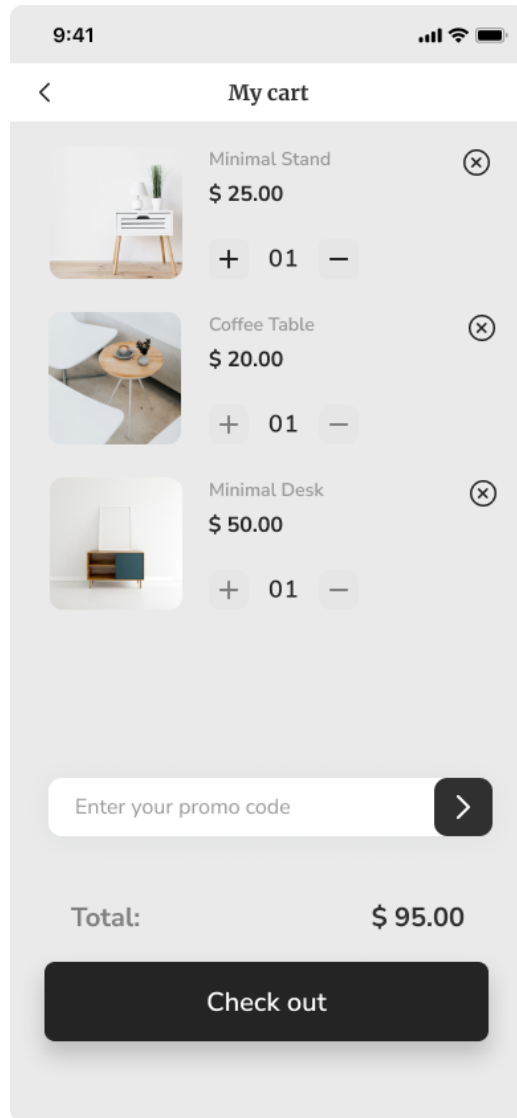 9:41
My cart
Minimal Stand
$ 25.00
+ 01 −
Coffee Table
$ 20.00
+ 01 −
Minimal Desk
$ 50.00
+ 01 −
Enter your promo code
Total: $ 95.00
Check out